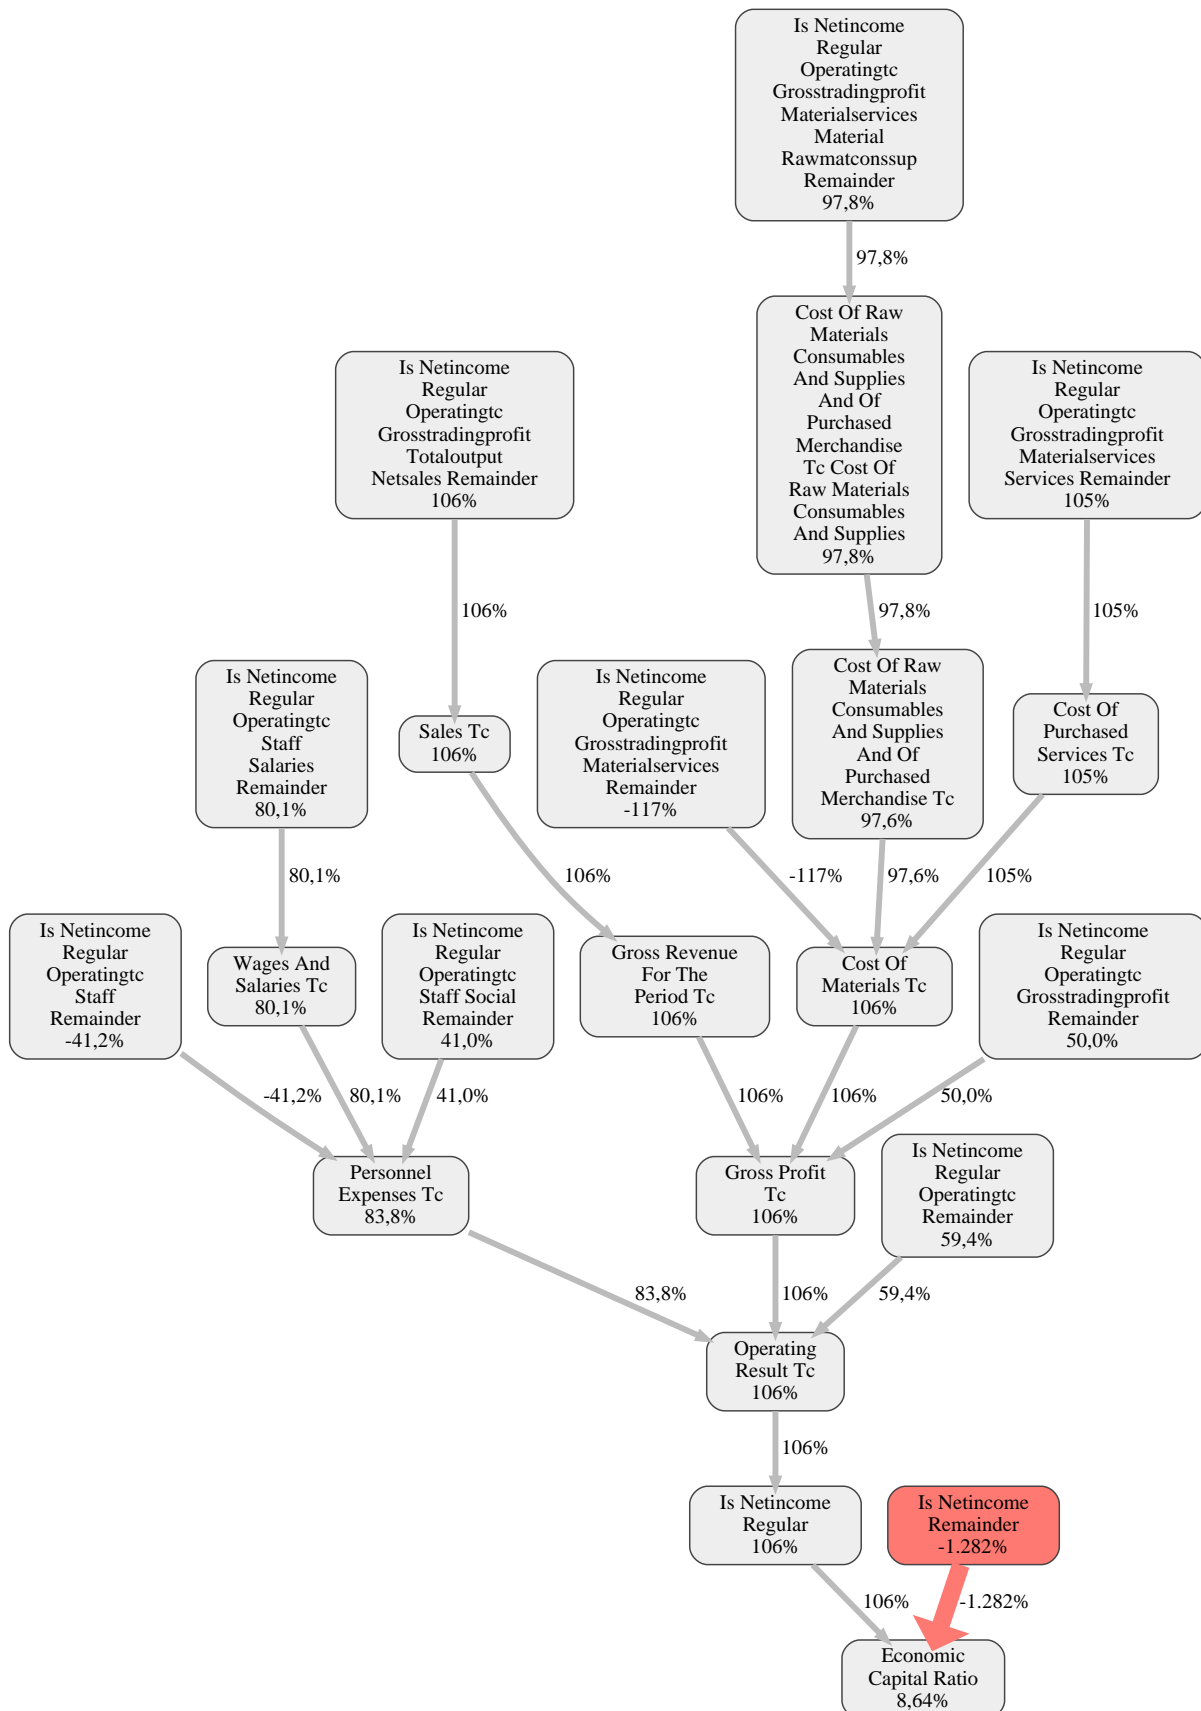 Is Netincome
Regular
Operatingtc
Grosstradingprofit
Materialservices
Material
Rawmatconssup
Remainder
97,8%
97,8%
Is Netincome
Regular
Operatingtc
Grosstradingprofit
Totaloutput
Netsales Remainder
106%
Cost Of Raw
Materials
Consumables
And Supplies
And Of
Purchased
Merchandise
Tc Cost Of
Raw Materials
Consumables
And Supplies
97,8%
Is Netincome
Regular
Operatingtc
Grosstradingprofit
Materialservices
Services Remainder
105%
106%
97,8%
105%
Is Netincome
Regular
Operatingtc
Staff
Salaries
Remainder
80,1%
Sales Tc
106%
Is Netincome
Regular
Operatingtc
Grosstradingprofit
Materialservices
Remainder
-117%
Cost Of Raw
Materials
Consumables
And Supplies
And Of
Purchased
Merchandise Tc
97,6%
Cost Of
Purchased
Services Tc
105%
80,1%
106%
-117%
97,6%
105%
Is Netincome
Regular
Operatingtc
Staff
Remainder
-41,2%
Wages And
Salaries Tc
80,1%
Is Netincome
Regular
Operatingtc
Staff Social
Remainder
41,0%
Gross Revenue
For The
Period Tc
106%
Cost Of
Materials Tc
106%
Is Netincome
Regular
Operatingtc
Grosstradingprofit
Remainder
50,0%
-41,2%
80,1%
41,0%
106%
106%
50,0%
Personnel
Expenses Tc
83,8%
Gross Profit
Tc
106%
Is Netincome
Regular
Operatingtc
Remainder
59,4%
83,8%
106%
59,4%
Operating
Result Tc
106%
106%
Is Netincome
Regular
106%
Is Netincome
Remainder
-1.282%
106%
-1.282%
Economic
Capital Ratio
8,64%